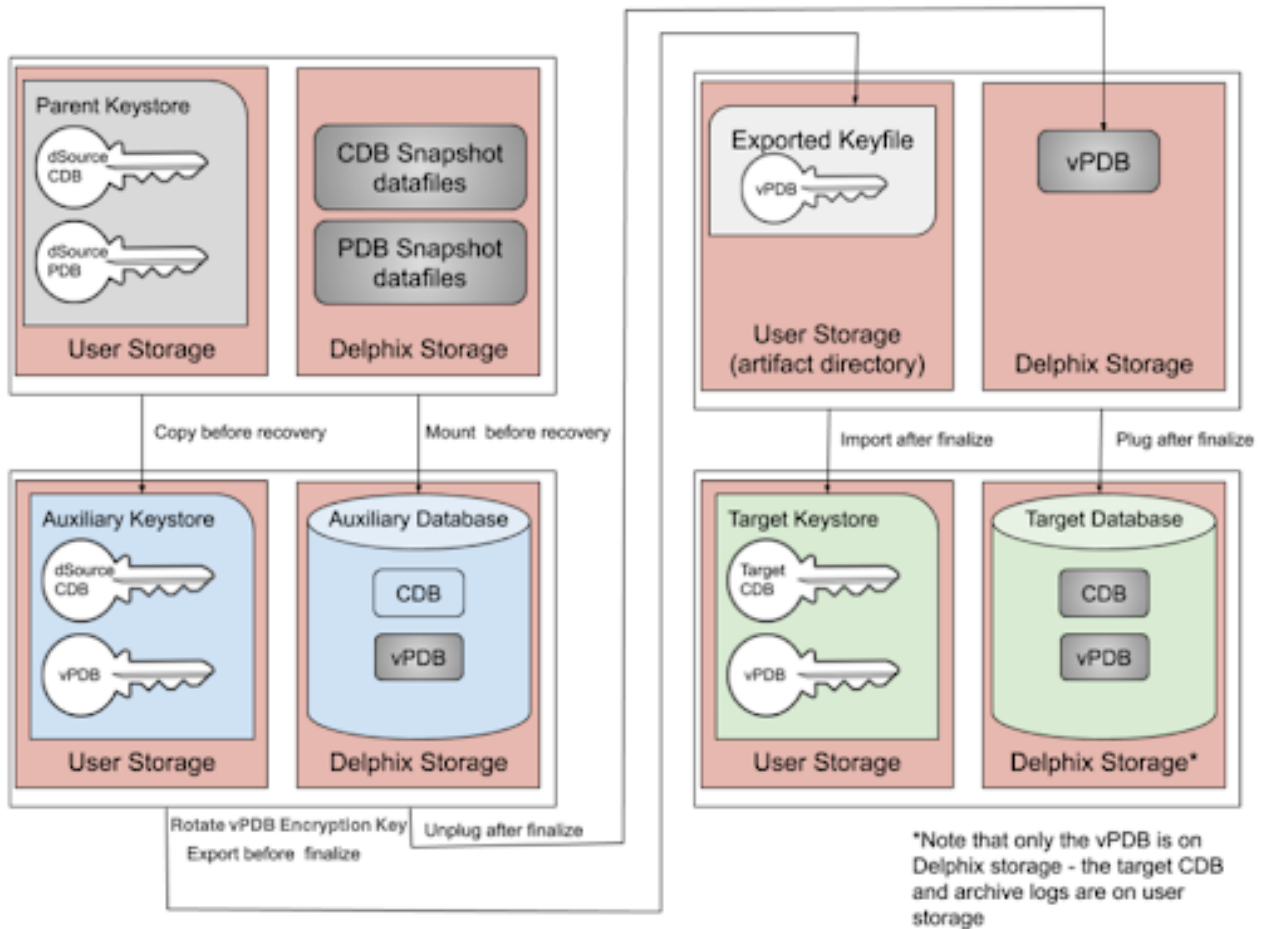 Parent Keystore
dSource
CDB
dSource
PDB
User Storage
CDB Snapshot
datafiles
PDB Snapshot
datafiles
Delphix Storage
Copy before recovery
Mount before recovery
Auxiliary Keystore
dSource
CDB
vPDB
User Storage
Auxiliary Database
CDB
vPDB
Delphix Storage
Rotate vPDB Encryption Key
Export before finalize
Unplug after finalize
Exported Keyfile
vPDB
User Storage
(artifact directory)
vPDB
Delphix Storage
Import after finalize
Plug after finalize
Target Keystore
Target
CDB
vPDB
User Storage
Target Database
CDB
vPDB
Delphix Storage*
*Note that only the vPDB is on
Delphix storage - the target CDB
and archive logs are on user
storage